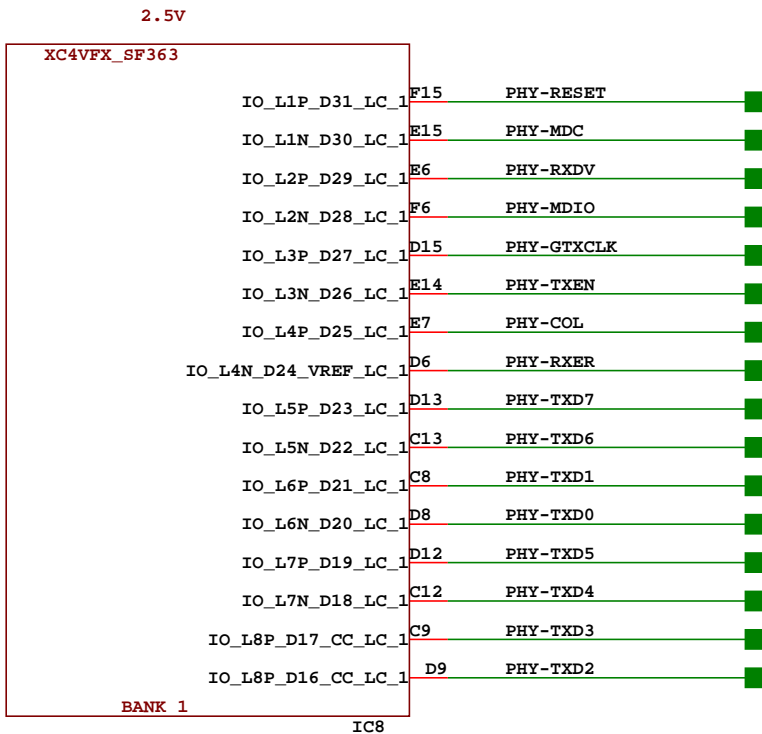 2.5V
XC4VFX_SF363
IO_L1P_D31_LC_1 F15 PHY-RESET
IO_L1N_D30_LC_1 E15 PHY-MDC
IO_L2P_D29_LC_1 E6 PHY-RXDV
IO_L2N_D28_LC_1 F6 PHY-MDIO
IO_L3P_D27_LC_1 D15 PHY-GTXCLK
IO_L3N_D26_LC_1 E14 PHY-TXEN
IO_L4P_D25_LC_1 E7 PHY-COL
IO_L4N_D24_VREF_LC_1 D6 PHY-RXER
IO_L5P_D23_LC_1 D13 PHY-TXD7
IO_L5N_D22_LC_1 C13 PHY-TXD6
IO_L6P_D21_LC_1 C8 PHY-TXD1
IO_L6N_D20_LC_1 D8 PHY-TXD0
IO_L7P_D19_LC_1 D12 PHY-TXD5
IO_L7N_D18_LC_1 C12 PHY-TXD4
IO_L8P_D17_CC_LC_1 C9 PHY-TXD3
IO_L8P_D16_CC_LC_1 D9 PHY-TXD2
BANK 1
IC8